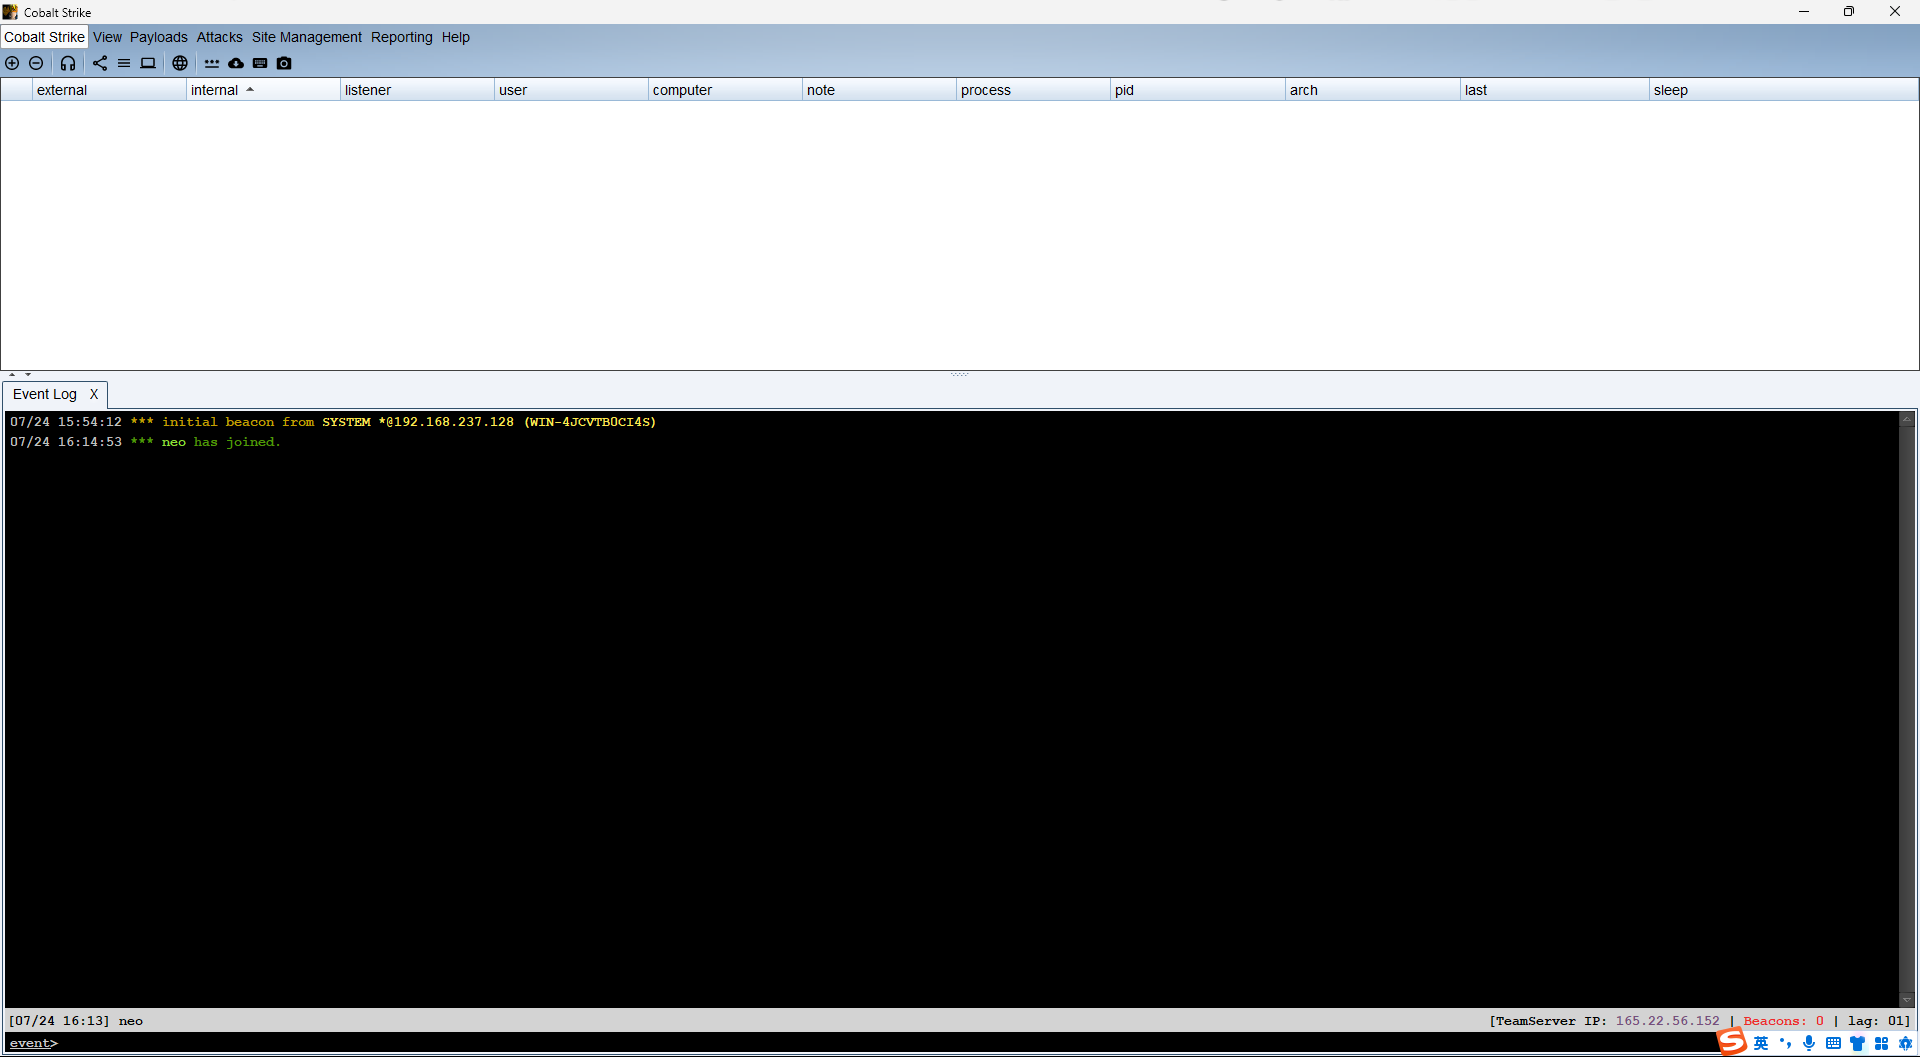 Cobalt Strike
Cobalt Strike View Payloads Attacks Site Management Reporting Help
external internal listener user computer note process pid arch last sleep
Event Log X
07/24 15:54:12 *** initial beacon from SYSTEM *@192.168.237.128 (WIN-4JCVTB0CI4S)
07/24 16:14:53 *** neo has joined.
[07/24 16:13] neo [TeamServer IP: 165.22.56.152 | Beacons: 0 | lag: 01]
event>
S 英